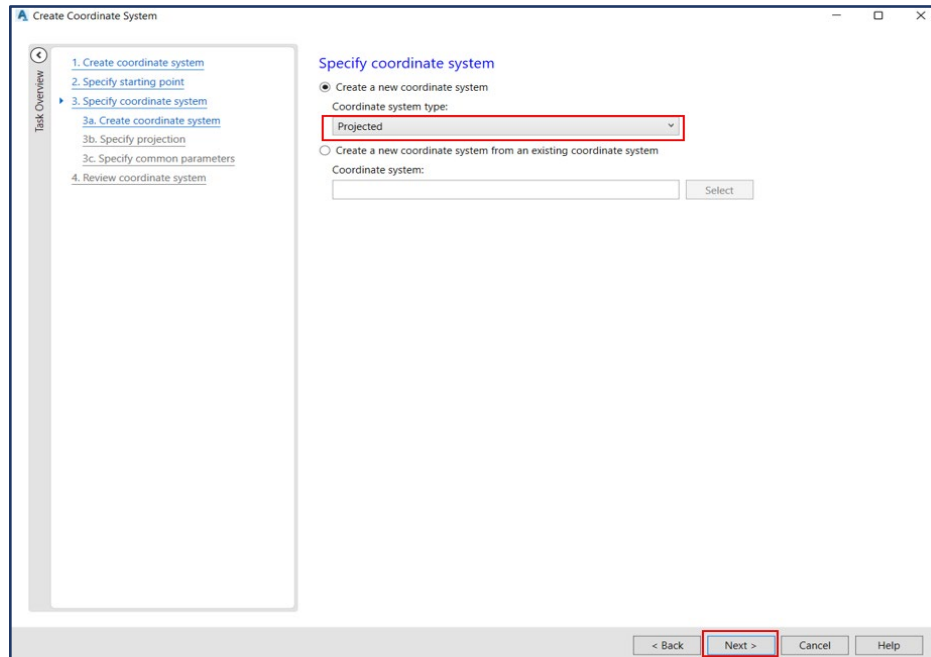 Create Coordinate System
Task Overview
1. Create coordinate system
2. Specify starting point
3. Specify coordinate system
3a. Create coordinate system
3b. Specify projection
3c. Specify common parameters
4. Review coordinate system
Specify coordinate system
Create a new coordinate system
Coordinate system type:
Projected
Create a new coordinate system from an existing coordinate system
Coordinate system:
Select
< Back Next > Cancel Help